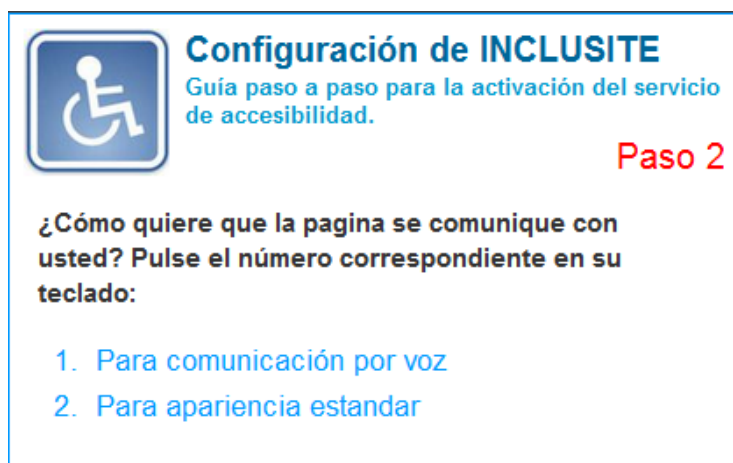 Configuración de INCLUSITE
Guía paso a paso para la activación del servicio
de accesibilidad.
Paso 2
¿Cómo quiere que la pagina se comunique con
usted? Pulse el número correspondiente en su
teclado:
1. Para comunicación por voz
2. Para apariencia estandar